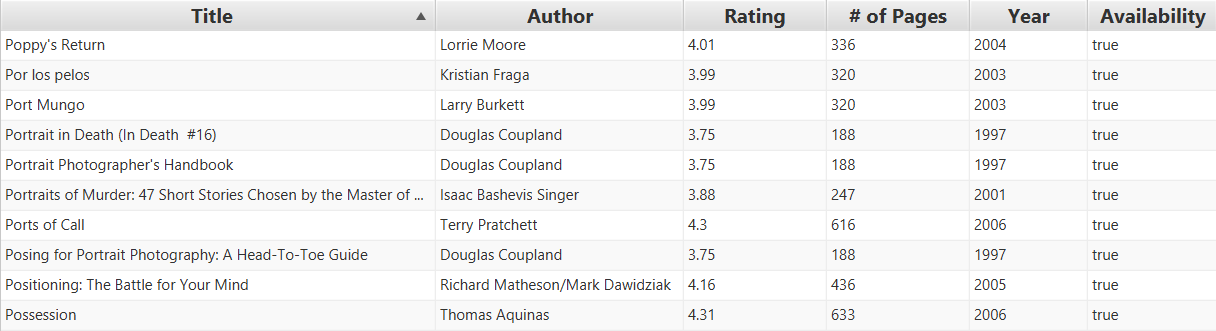 Title ▲ Author Rating # of Pages Year Availability
Poppy's Return Lorrie Moore 4.01 336 2004 true
Por los pelos Kristian Fraga 3.99 320 2003 true
Port Mungo Larry Burkett 3.99 320 2003 true
Portrait in Death (In Death  #16) Douglas Coupland 3.75 188 1997 true
Portrait Photographer's Handbook Douglas Coupland 3.75 188 1997 true
Portraits of Murder: 47 Short Stories Chosen by the Master of ... Isaac Bashevis Singer 3.88 247 2001 true
Ports of Call Terry Pratchett 4.3 616 2006 true
Posing for Portrait Photography: A Head-To-Toe Guide Douglas Coupland 3.75 188 1997 true
Positioning: The Battle for Your Mind Richard Matheson/Mark Dawidziak 4.16 436 2005 true
Possession Thomas Aquinas 4.31 633 2006 true